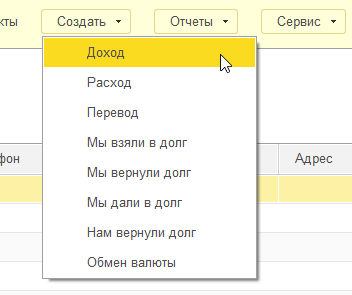 кты Создать Отчеты Сервис
Доход
Расход
Перевод
Мы взяли в долг
фон Мы вернули долг Адрес
Мы дали в долг
Нам вернули долг
Обмен валюты